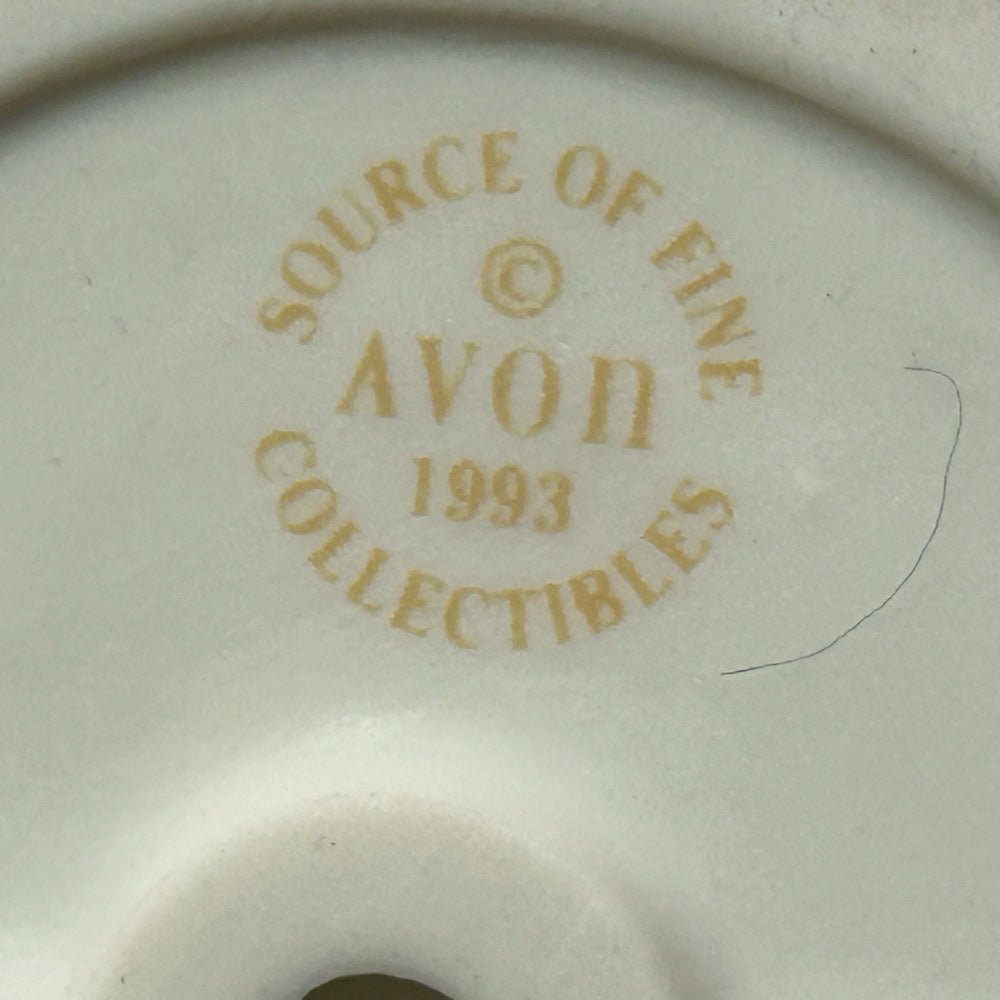 SOURCE OF FINE
©
AVON
1993
COLLECTIBLES